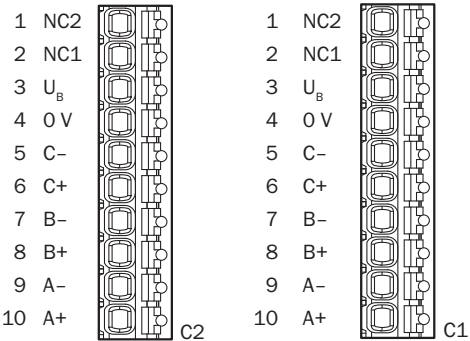 1 NC2
2 NC1
3 U_B
4 0 V
5 C–
6 C+
7 B–
8 B+
9 A–
10 A+
C2
1 NC2
2 NC1
3 U_B
4 0 V
5 C–
6 C+
7 B–
8 B+
9 A–
10 A+
C1